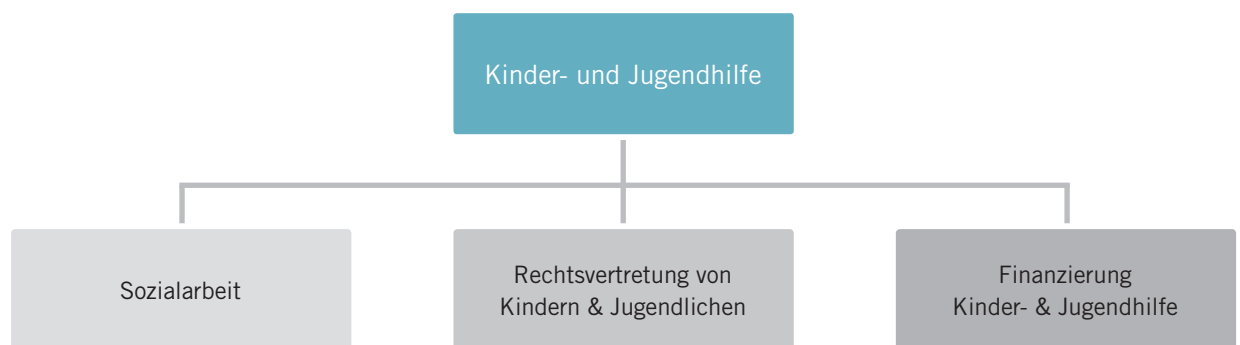 Kinder- und Jugendhilfe
Sozialarbeit
Rechtsvertretung von
Kindern & Jugendlichen
Finanzierung
Kinder- & Jugendhilfe